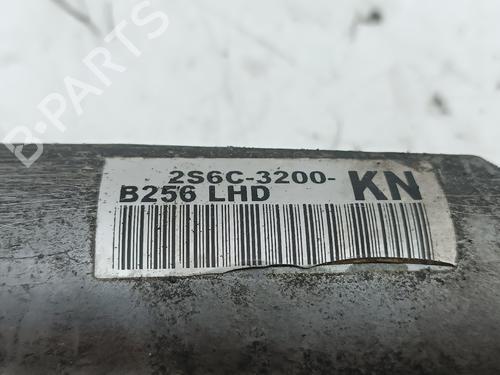 2S6C-3200-
B256 LHD
KN
B-PARTS